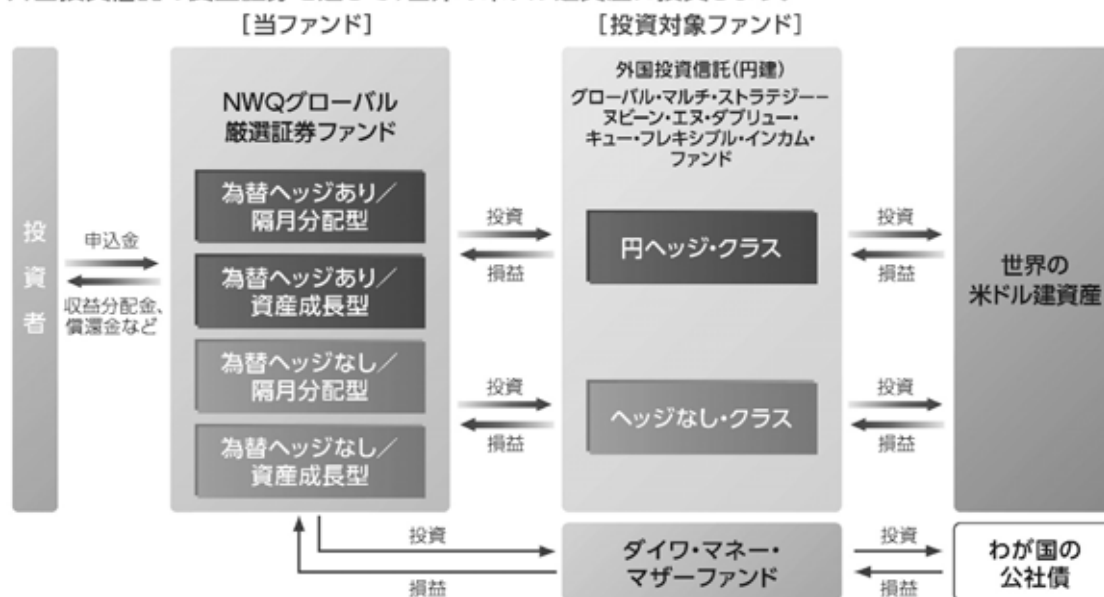 [当ファンド]
[投資対象ファンド]
投
資
者
申込金
収益分配金、
償還金など
NWQグローバル
厳選証券ファンド
為替ヘッジあり／
隔月分配型
為替ヘッジあり／
資産成長型
為替ヘッジなし／
隔月分配型
為替ヘッジなし／
資産成長型
投資
損益
投資
損益
外国投資信託(円建)
グローバル・マルチ・ストラテジー－
ヌビーン・エヌ・ダブリュー・
キュー・フレキシブル・インカム・
ファンド
円ヘッジ・クラス
ヘッジなし・クラス
投資
損益
投資
損益
世界の
米ドル建資産
投資
損益
ダイワ・マネー・
マザーファンド
投資
損益
わが国の
公社債